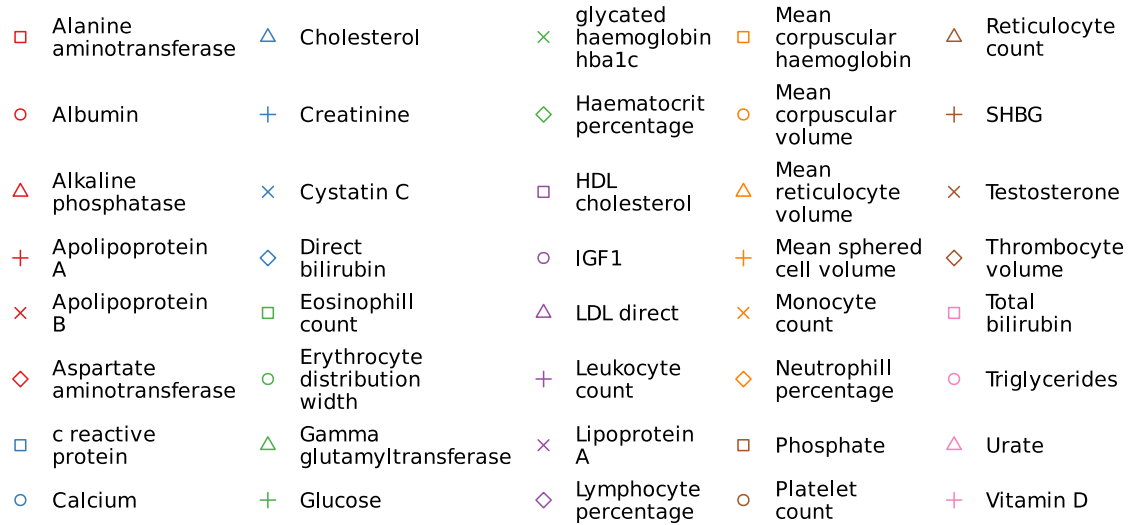 Alanine
aminotransferase
Albumin
Alkaline
phosphatase
Apolipoprotein
A
Apolipoprotein
B
Aspartate
aminotransferase
c reactive
protein
Calcium
Cholesterol
Creatinine
Cystatin C
Direct
bilirubin
Eosinophill
count
Erythrocyte
distribution
width
Gamma
glutamyltransferase
Glucose
glycated
haemoglobin
hba1c
Haematocrit
percentage
HDL
cholesterol
IGF1
LDL direct
Leukocyte
count
Lipoprotein
A
Lymphocyte
percentage
Mean
corpuscular
haemoglobin
Mean
corpuscular
volume
Mean
reticulocyte
volume
Mean sphered
cell volume
Monocyte
count
Neutrophill
percentage
Phosphate
Platelet
count
Reticulocyte
count
SHBG
Testosterone
Thrombocyte
volume
Total
bilirubin
Triglycerides
Urate
Vitamin D